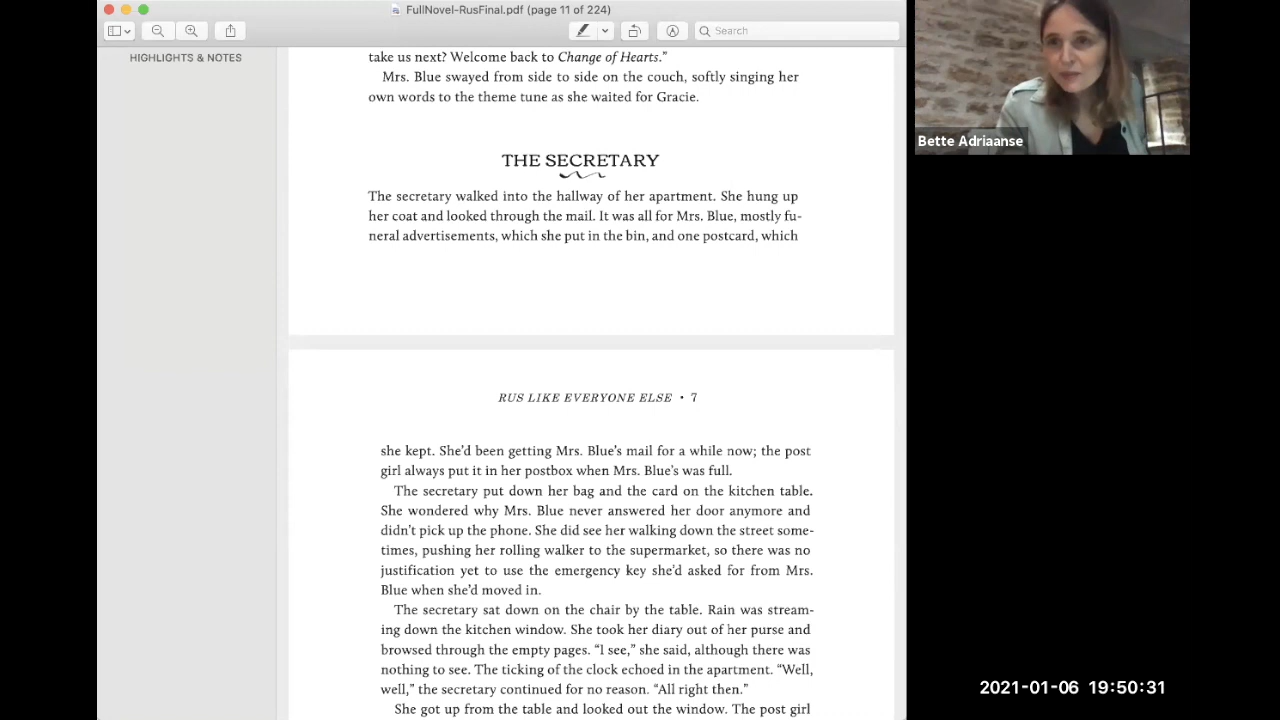 FullNovel-RusFinal.pdf (page 11 of 224)
Search
HIGHLIGHTS & NOTES
take us next? Welcome back to Change of Hearts.”
Mrs. Blue swayed from side to side on the couch, softly singing her
own words to the theme tune as she waited for Gracie.
THE SECRETARY
The secretary walked into the hallway of her apartment. She hung up
her coat and looked through the mail. It was all for Mrs. Blue, mostly fu-
neral advertisements, which she put in the bin, and one postcard, which
RUS LIKE EVERYONE ELSE • 7
she kept. She’d been getting Mrs. Blue’s mail for a while now; the post
girl always put it in her postbox when Mrs. Blue’s was full.
The secretary put down her bag and the card on the kitchen table.
She wondered why Mrs. Blue never answered her door anymore and
didn’t pick up the phone. She did see her walking down the street some-
times, pushing her rolling walker to the supermarket, so there was no
justification yet to use the emergency key she’d asked for from Mrs.
Blue when she’d moved in.
The secretary sat down on the chair by the table. Rain was stream-
ing down the kitchen window. She took her diary out of her purse and
browsed through the empty pages. “I see,” she said, although there was
nothing to see. The ticking of the clock echoed in the apartment. “Well,
well,” the secretary continued for no reason. “All right then.”
She got up from the table and looked out the window. The post girl
Bette Adriaanse
2021-01-06 19:50:31